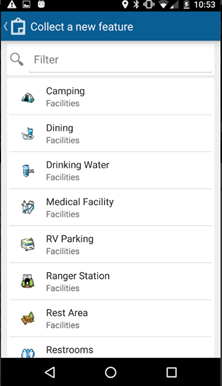 10:53
Collect a new feature
Filter
Camping
Facilities
Dining
Facilities
Drinking Water
Facilities
Medical Facility
Facilities
RV Parking
Facilities
Ranger Station
Facilities
Rest Area
Facilities
Restrooms